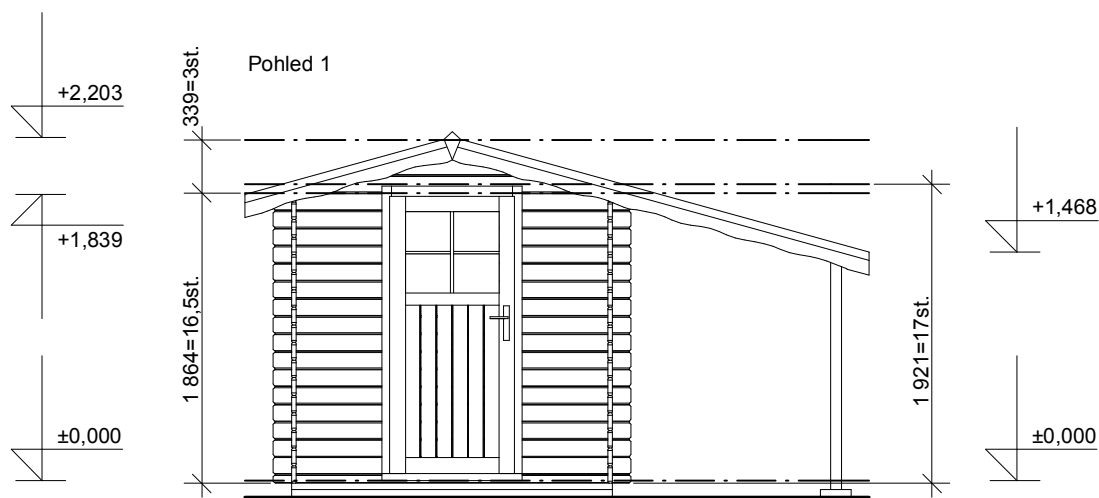 Pohled 1
339=3st.
+2,203
+1,839
+1,468
1 864=16,5st.
1 921=17st.
±0,000
±0,000